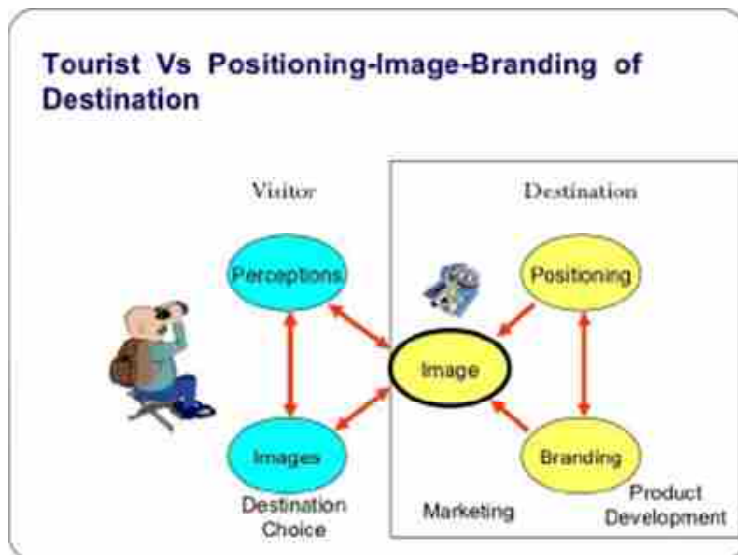 Tourist Vs Positioning-Image-Branding of
Destination
Visitor
Destination
Perceptions
Positioning
Image
Images
Branding
Destination
Choice
Marketing
Product
Development